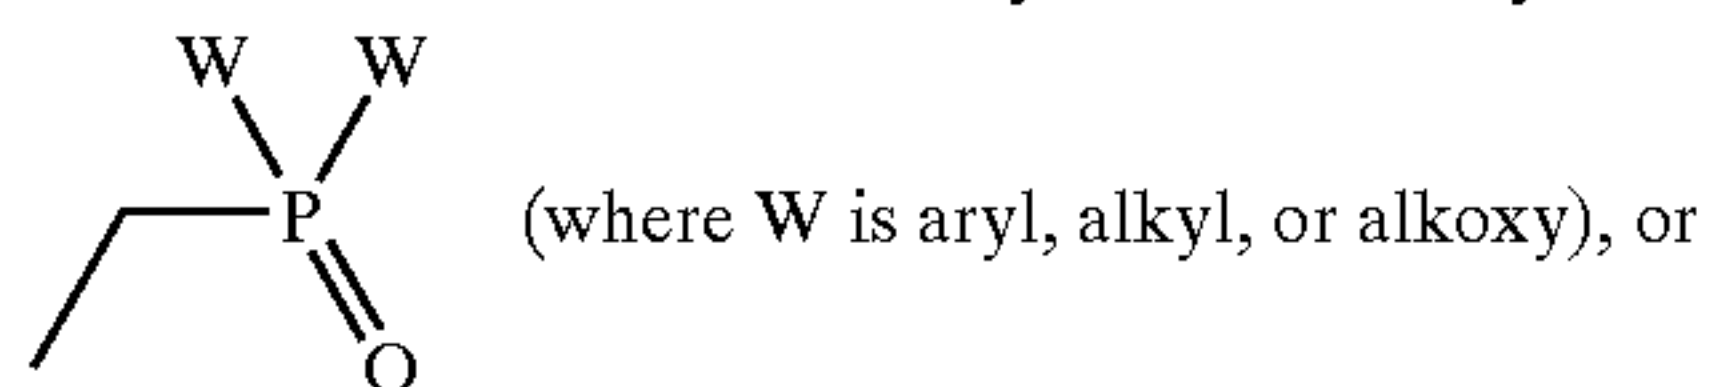 W W
P (where W is aryl, alkyl, or alkoxy), or
O